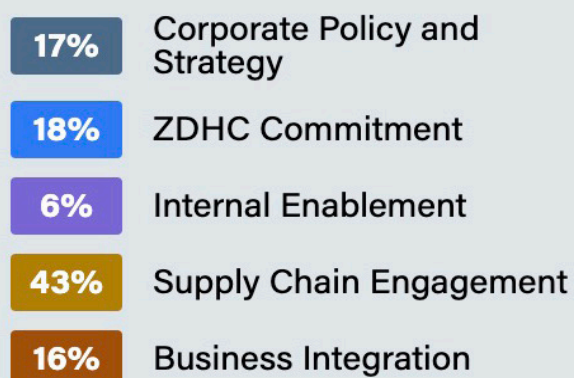 17% Corporate Policy and
Strategy
18% ZDHC Commitment
6% Internal Enablement
43% Supply Chain Engagement
16% Business Integration